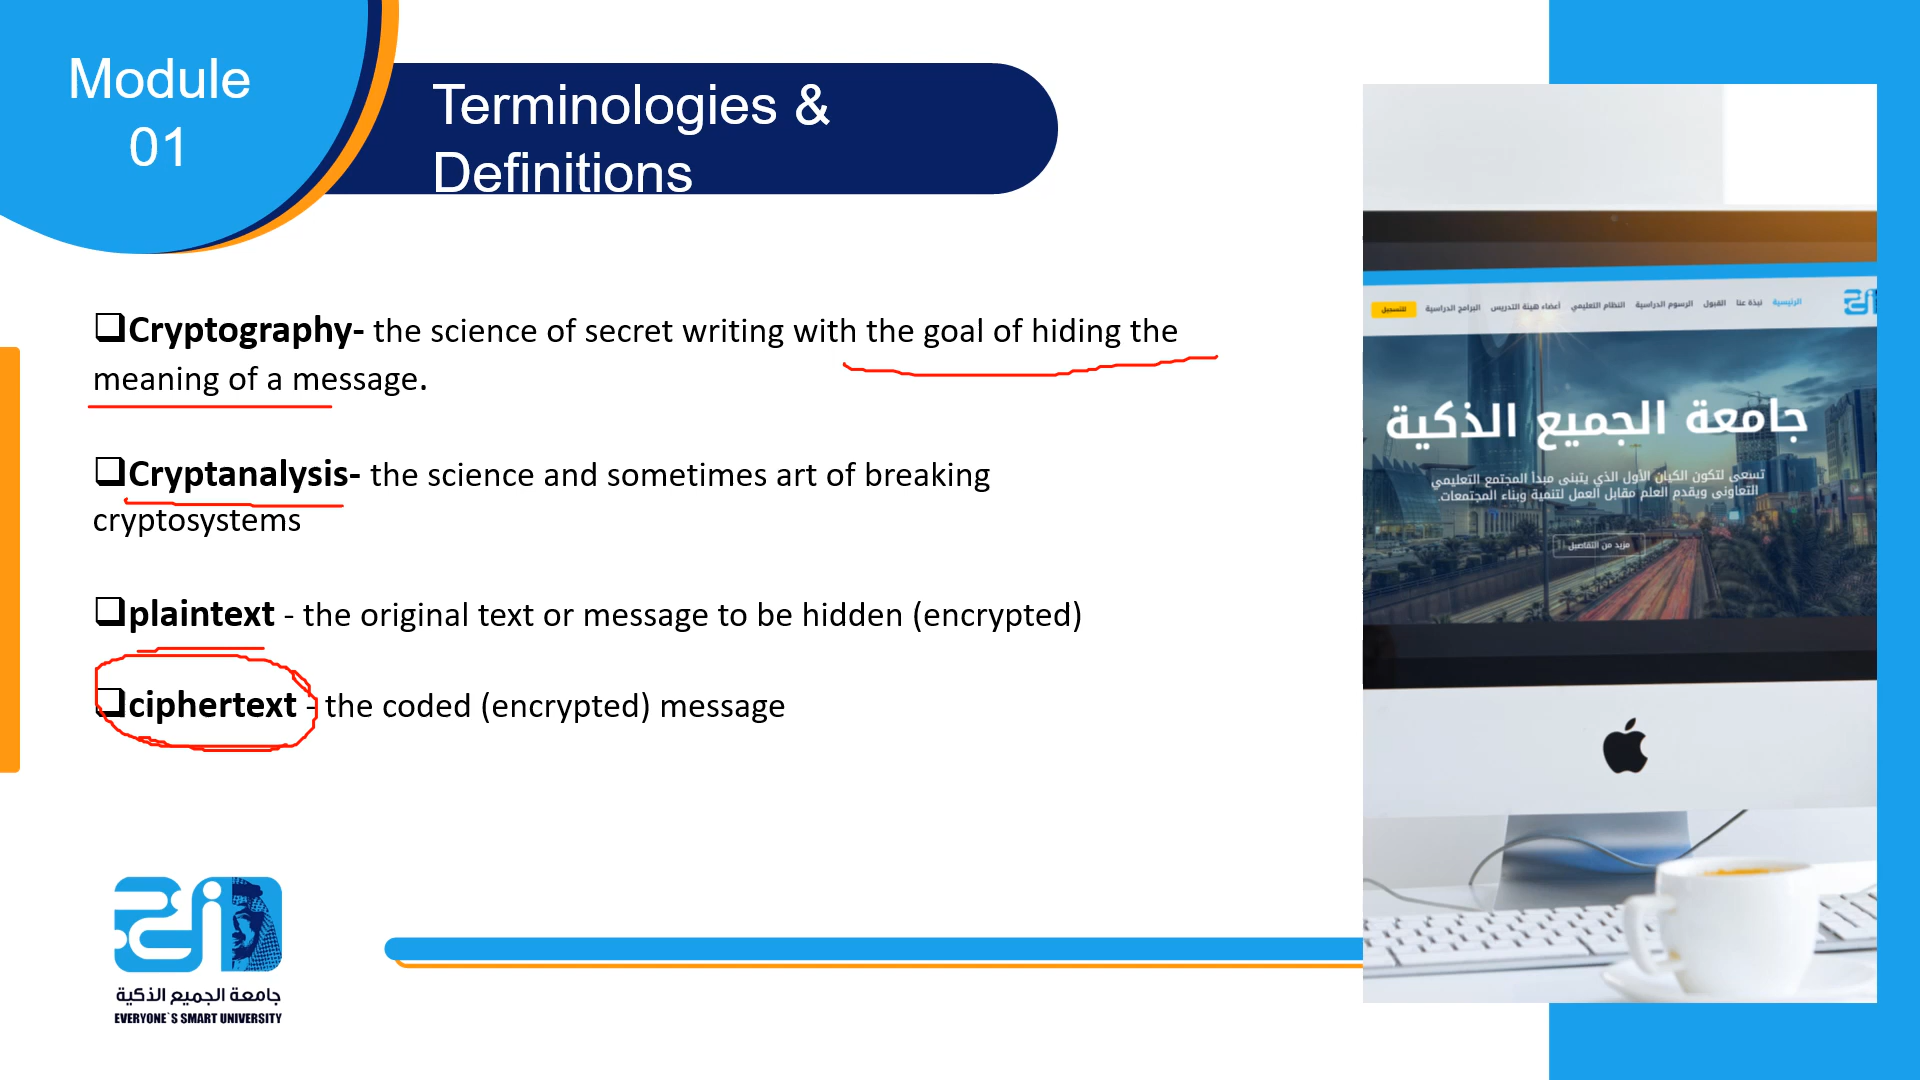 Module
01
Terminologies &
Definitions
❑Cryptography- the science of secret writing with the goal of hiding the
meaning of a message.
❑Cryptanalysis- the science and sometimes art of breaking
cryptosystems
❑plaintext - the original text or message to be hidden (encrypted)
❑ciphertext - the coded (encrypted) message
الرئيسية نبذة عنا القبول الرسوم الدراسية النظام التعليمي أعضاء هيئة التدريس البرامج الدراسية للتسجيل
جامعة الجميع الذكية
تسعى لتكون الكيان الأول الذي يتبنى مبدأ المجتمع التعليمي
التعاوني ويقدم العلم مقابل العمل لتنمية وبناء المجتمعات.
مزيد من التفاصيل
جامعة الجميع الذكية
EVERYONE`S SMART UNIVERSITY